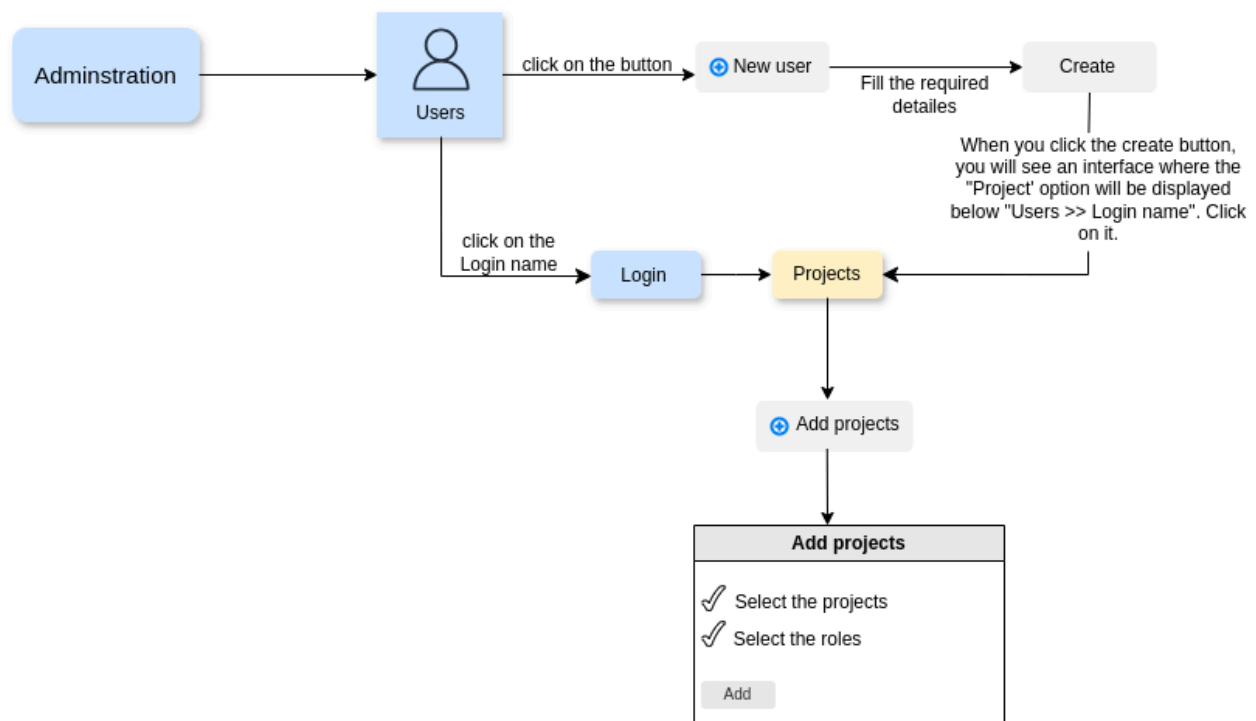 Adminstration
Users
click on the button
New user
Fill the required
detailes
Create
When you click the create button,
you will see an interface where the
"Project' option will be displayed
below "Users >> Login name". Click
on it.
click on the
Login name
Login
Projects
Add projects
Add projects
Select the projects
Select the roles
Add